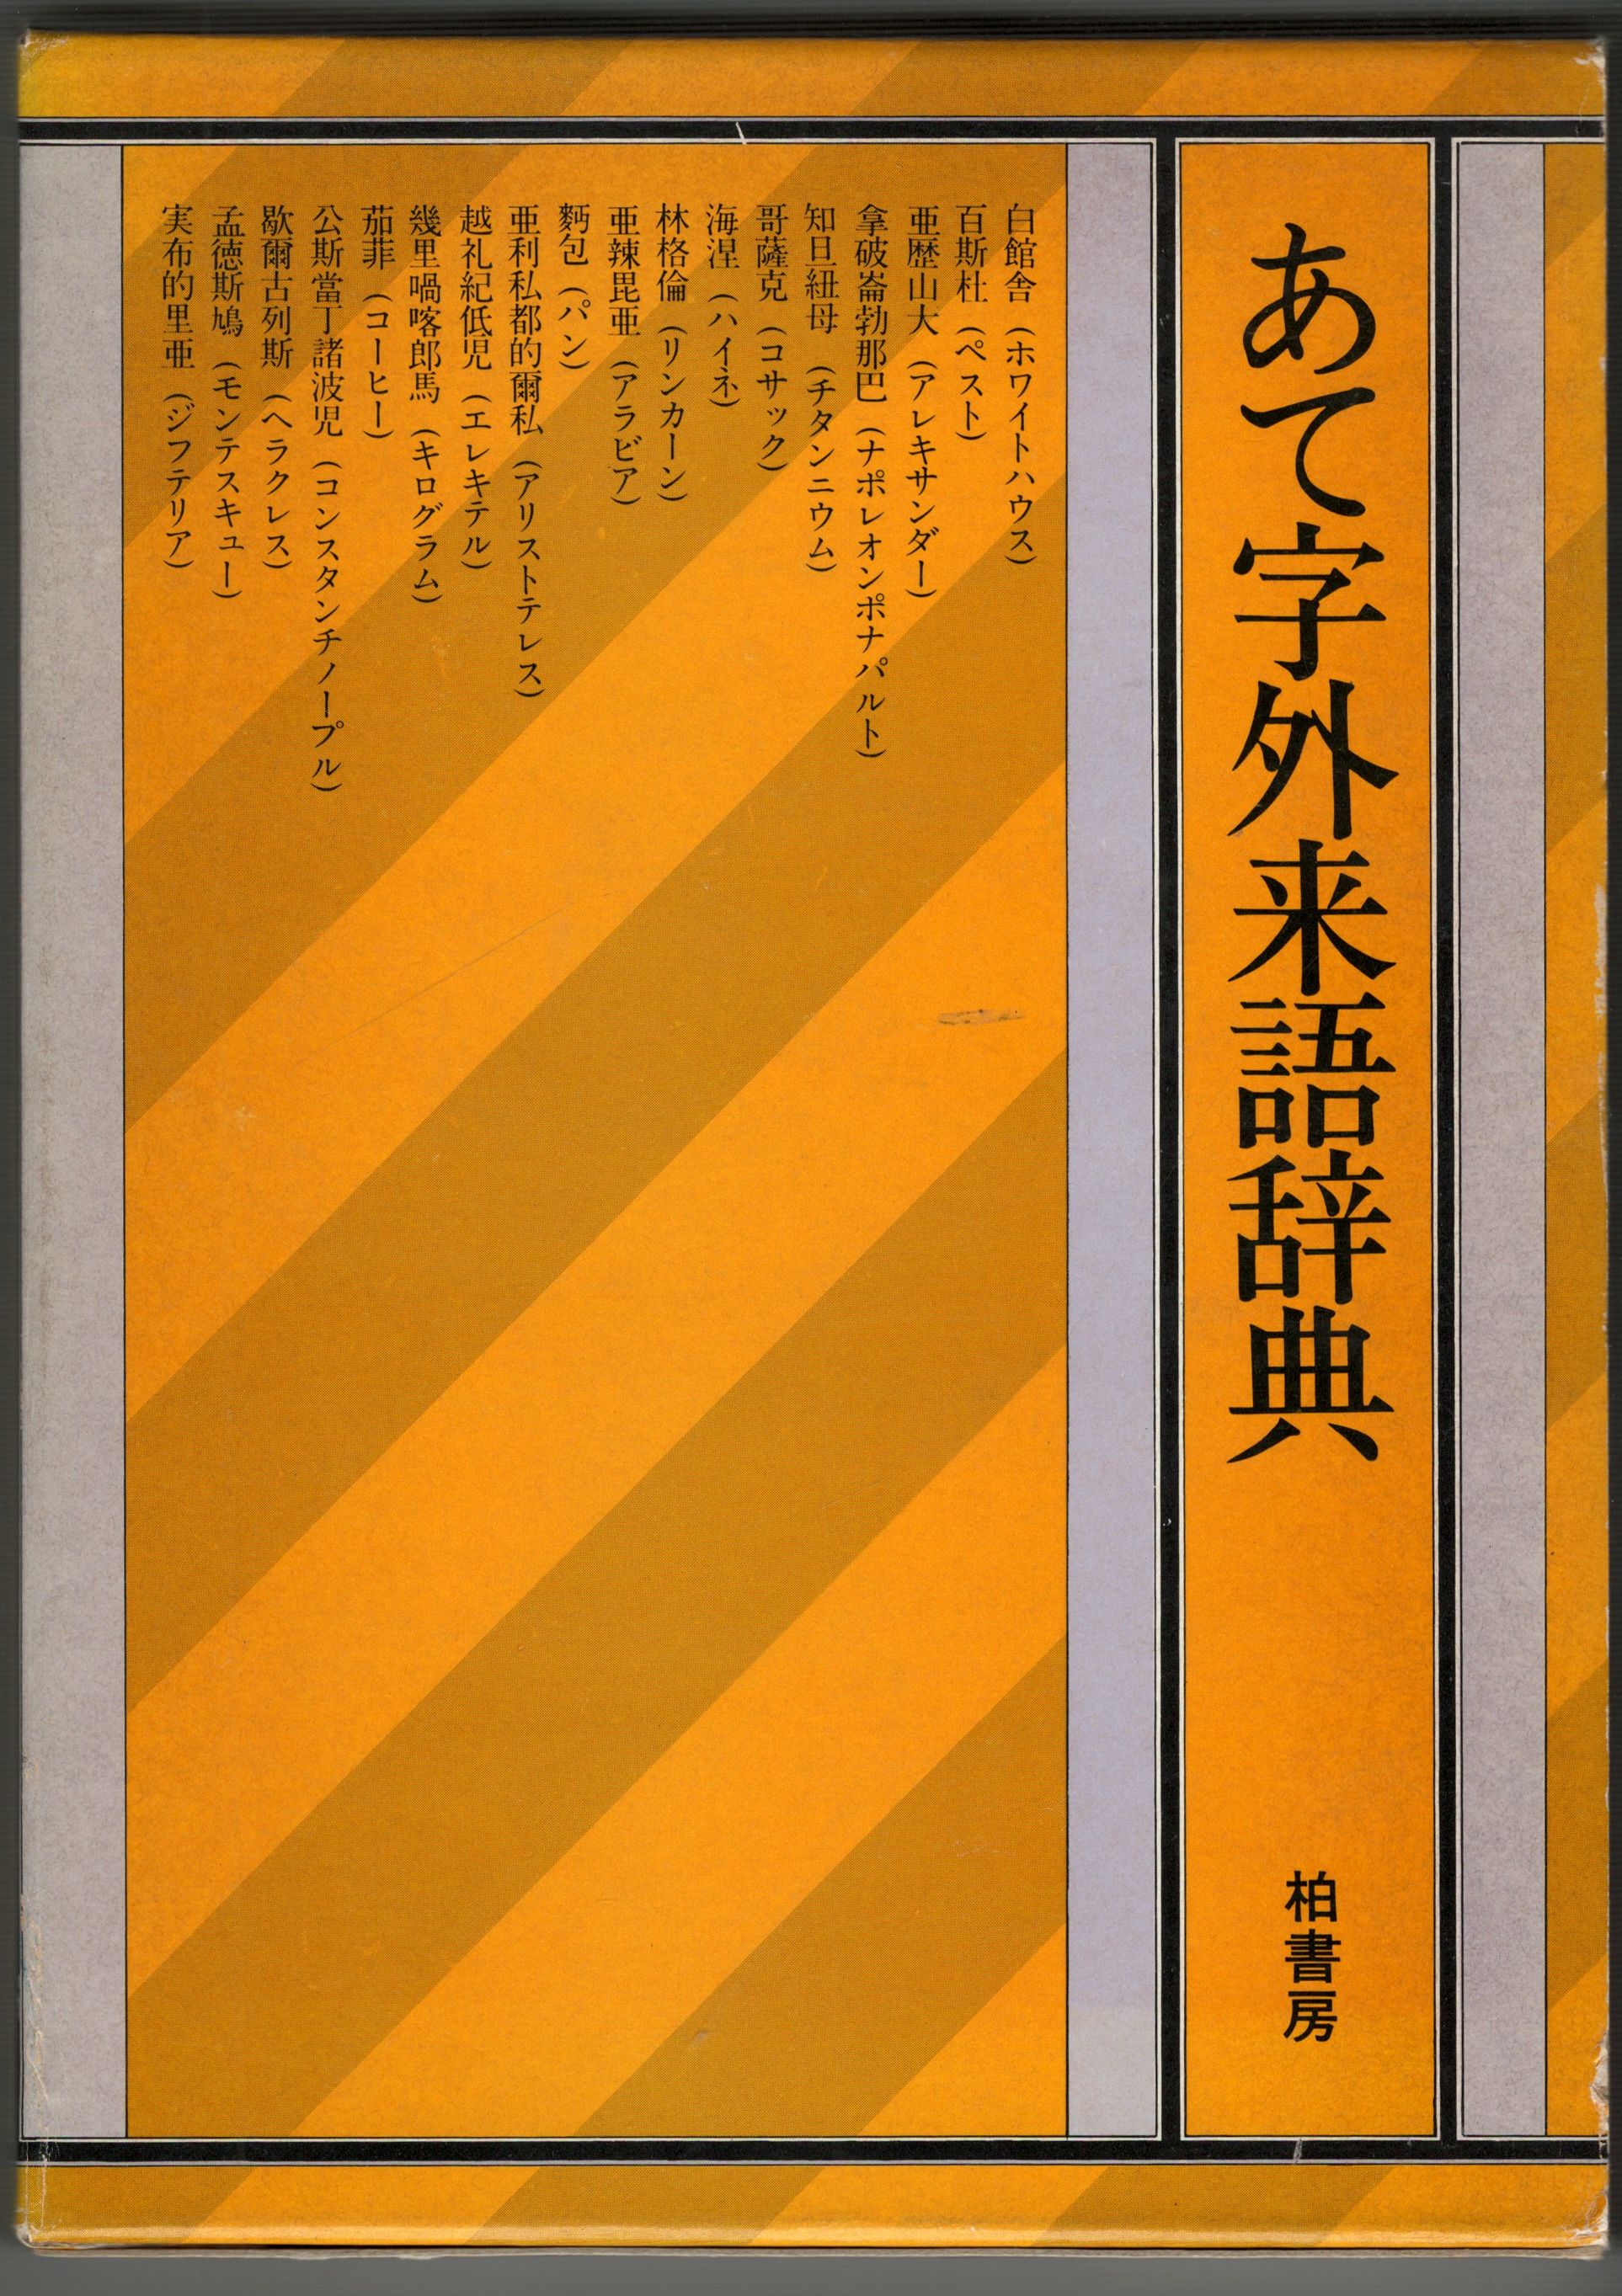 あて字外来語辞典
柏書房
白館舎（ホワイトハウス）
百斯杜（ペスト）
亜歴山大（アレキサンダー）
拿破崙勃那巴（ナポレオンポナパルト）
知旦紐母（チタンニウム）
哥薩克（コサック）
海涅（ハイネ）
林格倫（リンカーン）
亜辣毘亜（アラビア）
麪包（パン）
亜利私都的爾私（アリストテレス）
越礼紀低児（エレキテル）
幾里喎喀郎馬（キログラム）
茄菲（コーヒー）
公斯當丁諸波児（コンスタンチノープル）
歇爾古列斯（ヘラクレス）
孟徳斯鳩（モンテスキュー）
実布的里亜（ジフテリア）